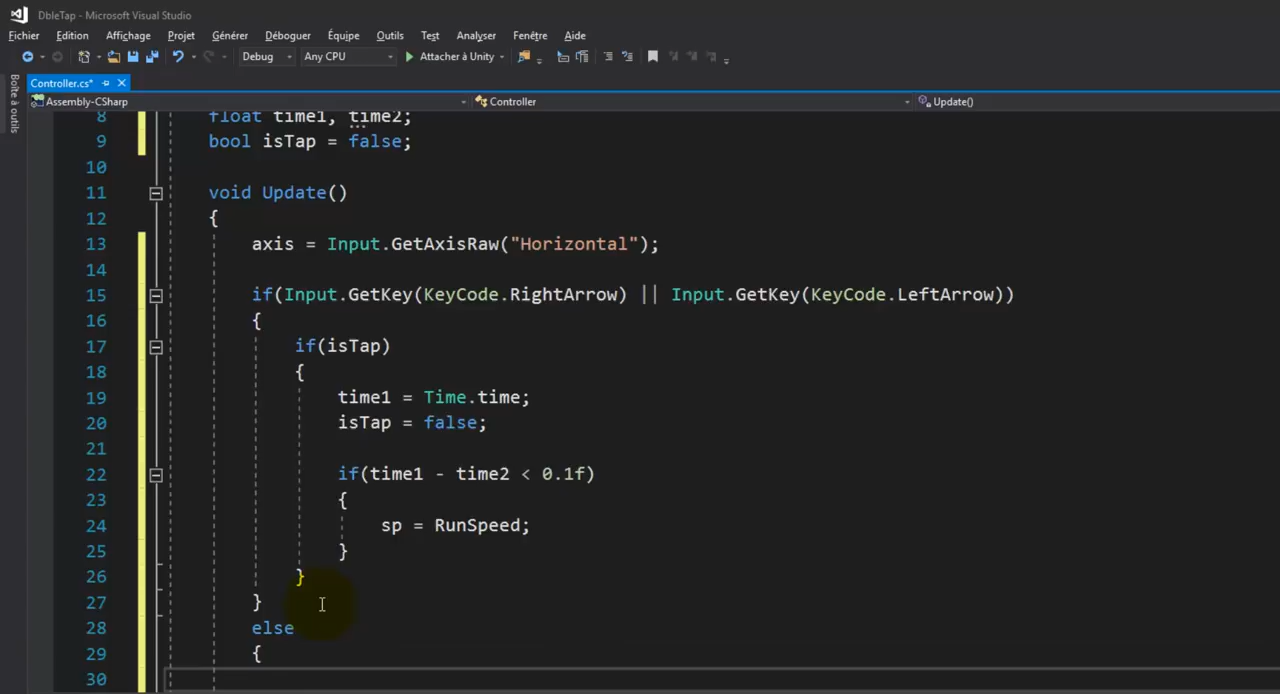 DbleTap - Microsoft Visual Studio
Fichier Edition Affichage Projet Générer Déboguer Équipe Outils Test Analyser Fenêtre Aide
Debug Any CPU Attacher à Unity
Boîte à outils
Controller.cs*
Assembly-CSharp Controller Update()
8 float time1, time2;
9 bool isTap = false;
10
11 void Update()
12 {
13 axis = Input.GetAxisRaw("Horizontal");
14
15 if(Input.GetKey(KeyCode.RightArrow) || Input.GetKey(KeyCode.LeftArrow))
16 {
17 if(isTap)
18 {
19 time1 = Time.time;
20 isTap = false;
21
22 if(time1 - time2 < 0.1f)
23 {
24 sp = RunSpeed;
25 }
26 }
27 }
28 else
29 {
30